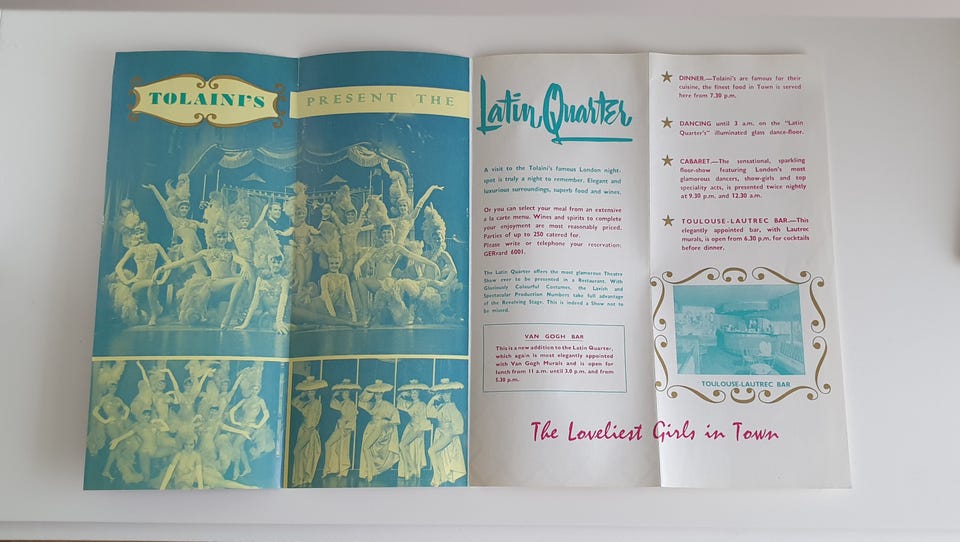 TOLAINI'S
PRESENT THE
Latin Quarter
A visit to the Tolaini's famous London night-
spot is truly a night to remember. Elegant and
luxurious surroundings, superb food and wines.
Or you can select your meal from an extensive
a la carte menu. Wines and spirits to complete
your enjoyment are most reasonably priced.
Parties of up to 250 catered for.
Please write or telephone your reservation:
GERrard 6001.
The Latin Quarter offers the most glamorous Theatre
Show ever to be presented in a Restaurant. With
Gloriously Colourful Costumes, the Lavish and
Spectacular Production Numbers take full advantage
of the Revolving Stage. This is indeed a Show not to
be missed.
VAN GOGH BAR
This is a new addition to the Latin Quarter,
which again is most elegantly appointed
with Van Gogh Murals and is open for
lunch from 11 a.m. until 3.0 p.m. and from
5.30 p.m.
DINNER.—Tolaini's are famous for their
cuisine, the finest food in Town is served
here from 7.30 p.m.
DANCING until 3 a.m. on the "Latin
Quarter's" illuminated glass dance-floor.
CABARET.—The sensational, sparkling
floor-show featuring London's most
glamorous dancers, show-girls and top
speciality acts, is presented twice nightly
at 9.30 p.m. and 12.30 a.m.
TOULOUSE-LAUTREC BAR.—This
elegantly appointed bar, with Lautrec
murals, is open from 6.30 p.m. for cocktails
before dinner.
TOULOUSE-LAUTREC BAR
The Loveliest Girls in Town